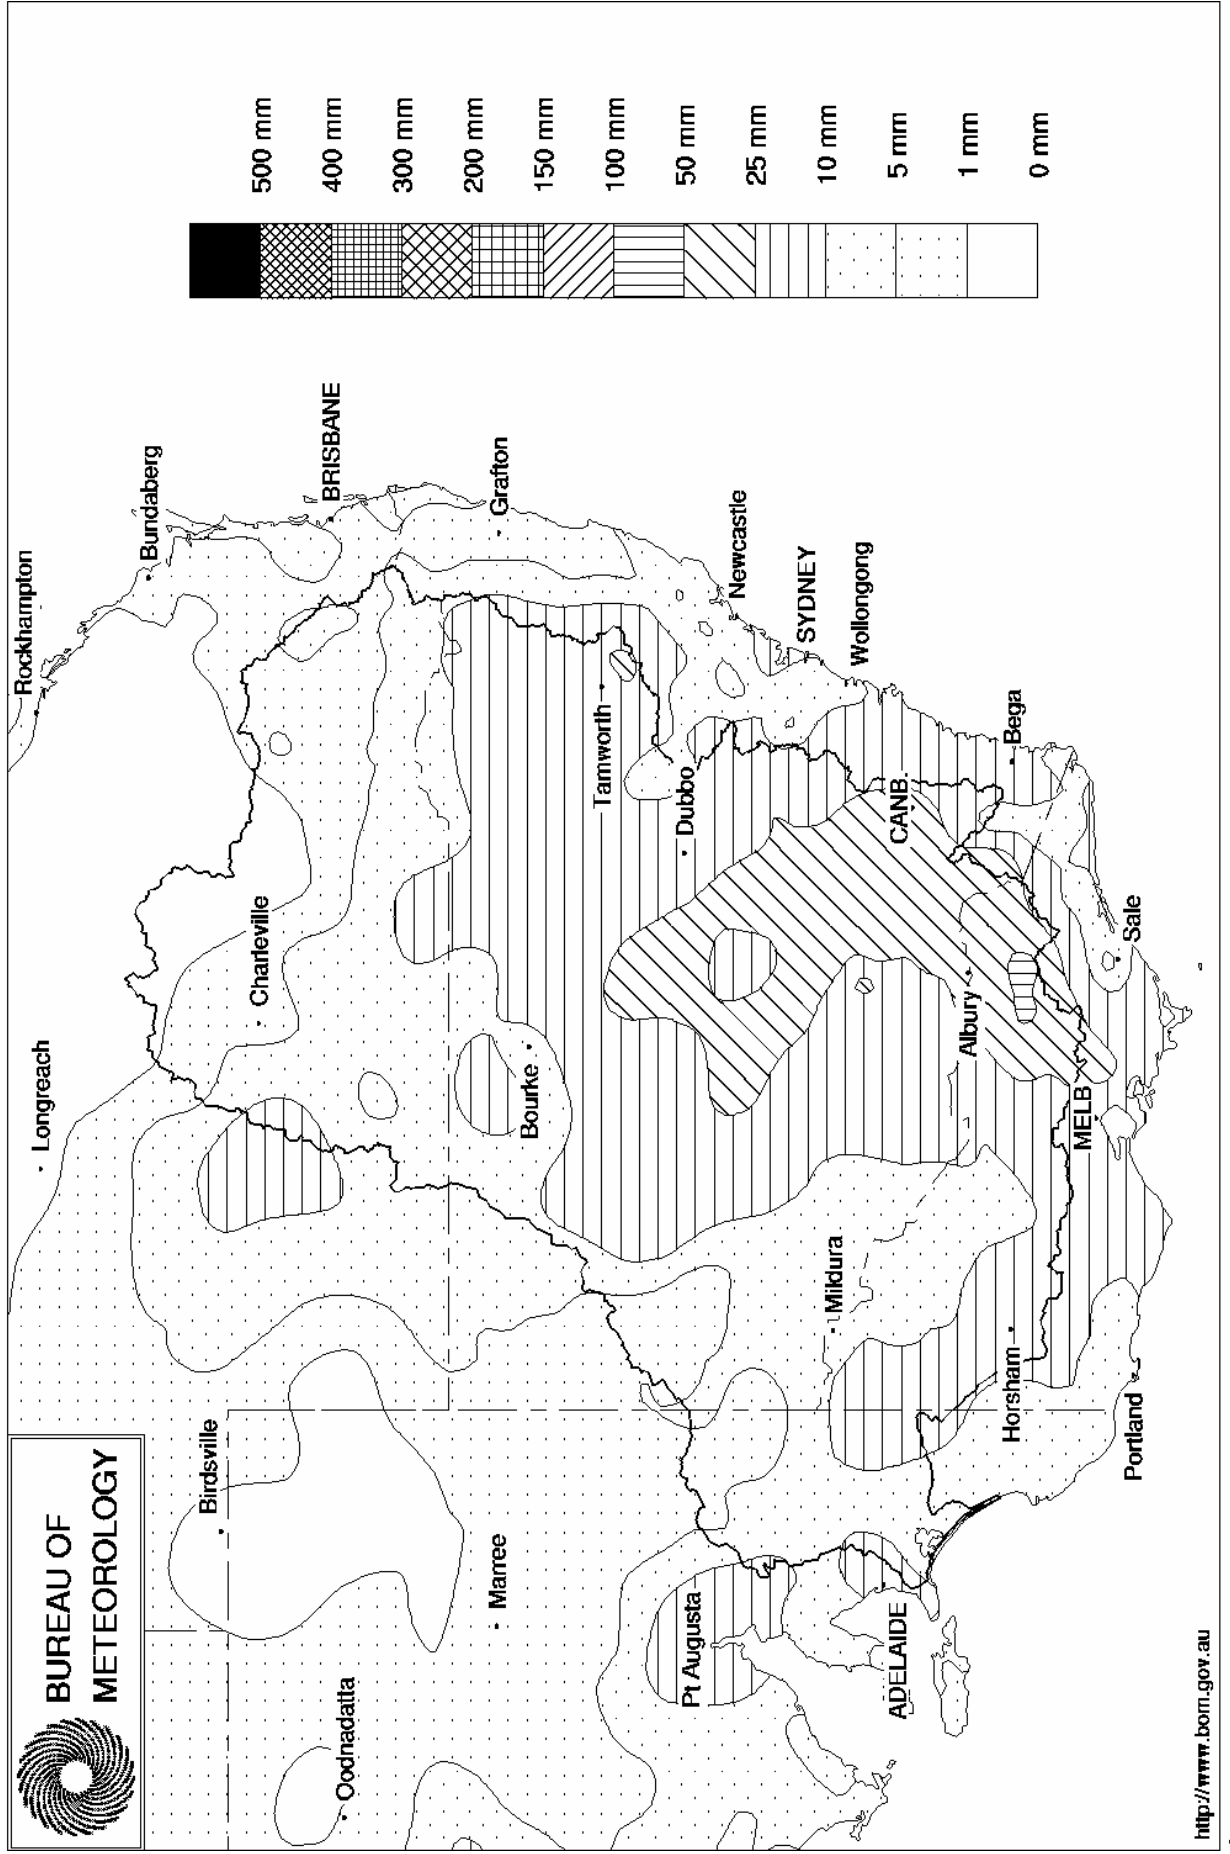 BUREAU OF
METEOROLOGY
Longreach
Rockhampton
Bundaberg
Birdsville
Charleville
BRISBANE
Oodnadatta
Marree
Bourke
Grafton
Tamworth
Pt Augusta
Dubbo
Newcastle
Mildura
SYDNEY
ADELAIDE
Albury
CANB.
Wollongong
Horsham
MELB
Bega
Portland
Sale
500 mm
400 mm
300 mm
200 mm
150 mm
100 mm
50 mm
25 mm
10 mm
5 mm
1 mm
0 mm
http://www.bom.gov.au